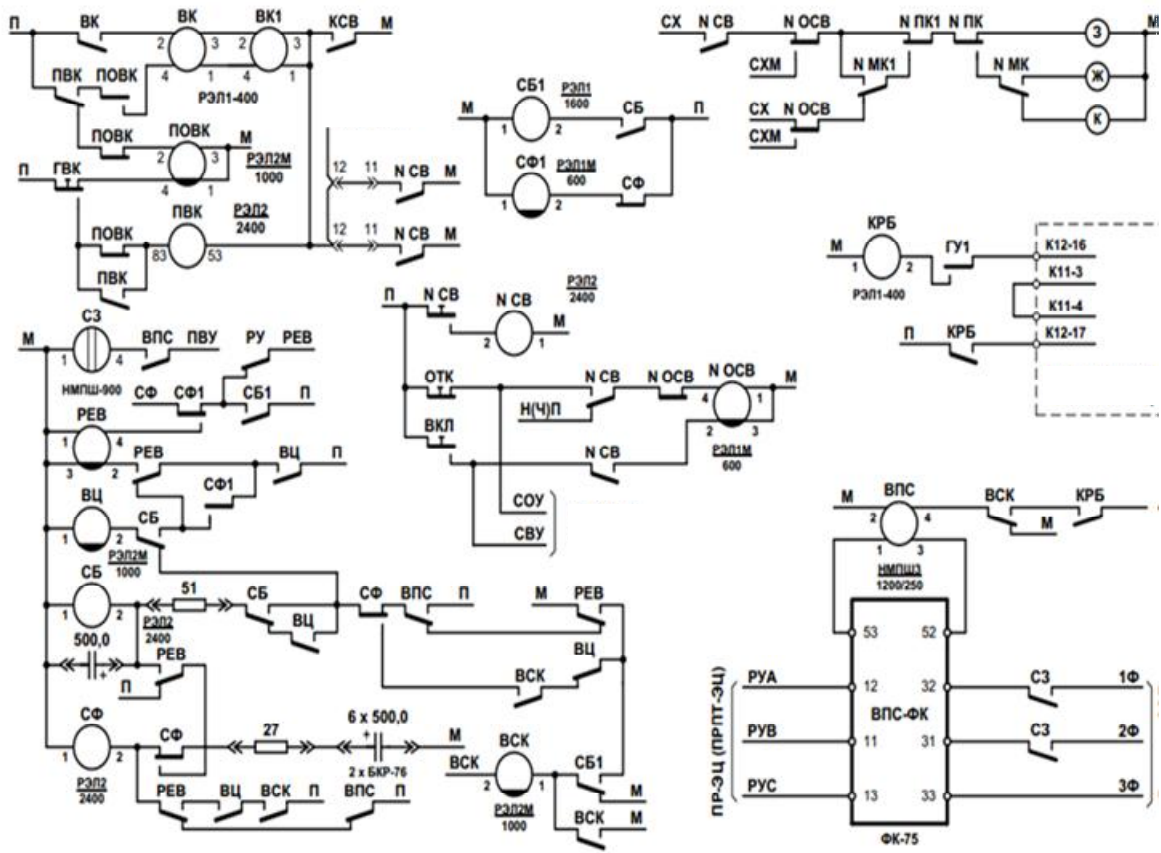 П ВК ВК ВК1 КСВ М
2 3 2 3
4 1 4 1
ПВК ПОВК
РЭЛ1-400
ПОВК ПОВК М
2 3
4 1
РЭЛ2М
1000
П ГВК
РЭЛ2
2400
ПОВК ПВК
83 53
ПВК
12 11 N СВ М
12 11 N СВ М
СБ1 РЭЛ1
1600
М 1 2 СБ П
СФ1 РЭЛ1М
600
1 2 СФ
СХ N СВ N ОСВ N ПК1 N ПК З М
СХМ
N МК1 N МК Ж
СХ N ОСВ К
СХМ
КРБ
М 1 2 ГУ1 К12-16
РЭЛ1-400
К11-3
К11-4
П КРБ К12-17
РЭЛ2
2400
П N СВ N СВ М
2 1
ОТК N СВ N ОСВ N ОСВ М
4 1
Н(Ч)П
2 3
РЭЛ1М
600
ВКЛ N СВ
СОУ
СВУ
СЗ
М 1 4 ВПС ПВУ РУ РЕВ
НМПШ-900
СФ СФ1 СБ1 П
РЕВ
1 4
3 2
РЕВ ВЦ П
СФ1
ВЦ
1 2 СБ
РЭЛ2М
1000
СБ
1 2
РЭЛ2
2400
51 СБ ВЦ СФ ВПС П М РЕВ
500,0
+
РЕВ
П
ВСК ВЦ
СФ
1 2
РЭЛ2
2400
СФ 27 6 x 500,0
+
М
2 x БКР-76
РЕВ ВЦ ВСК П ВПС П
ВСК ВСК СБ1
2 1
М
РЭЛ2М
1000
ВСК М
ВПС
М 2 4 ВСК КРБ
М
1 3
НМПШ3
1200/250
53 52
ПР-ЭЦ (ПРПТ-ЭЦ)
РУА 12 32 СЗ 1Ф
ВПС-ФК
РУВ 11 31 СЗ 2Ф
РУС 13 33 3Ф
ФК-75